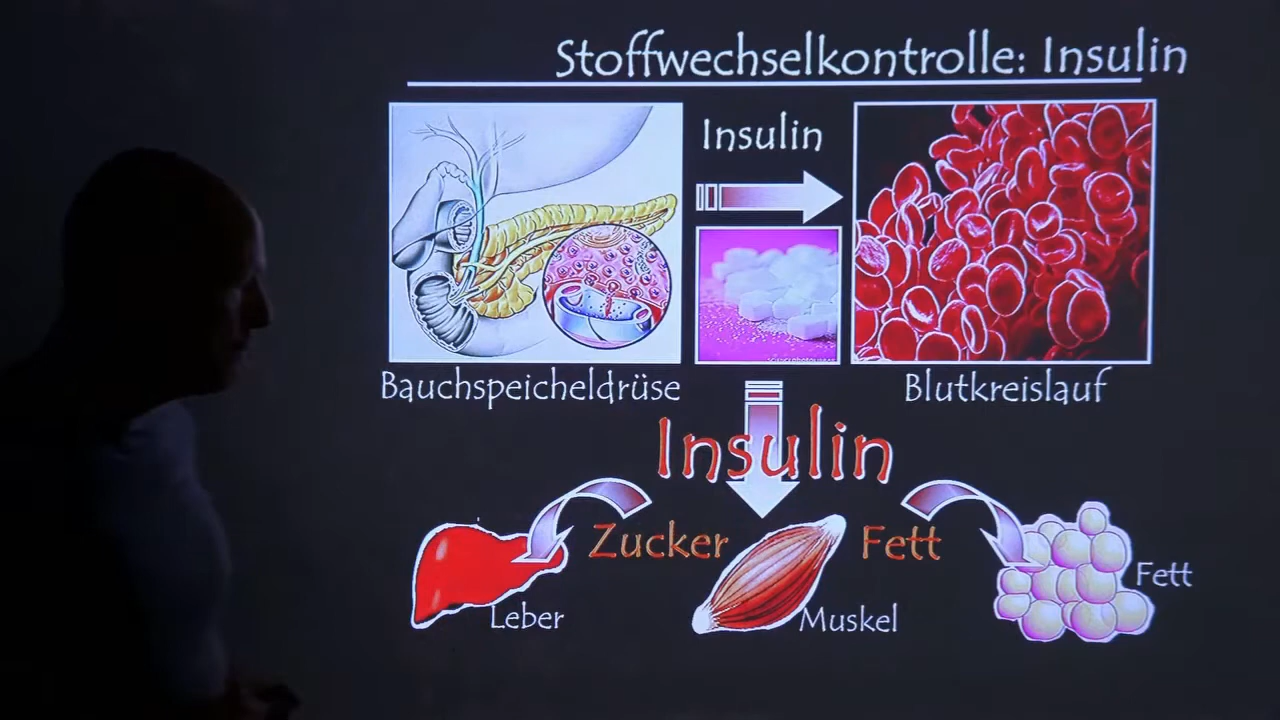 Stoffwechselkontrolle: Insulin
Insulin
Bauchspeicheldrüse
Blutkreislauf
Insulin
Zucker
Fett
Fett
Leber
Muskel